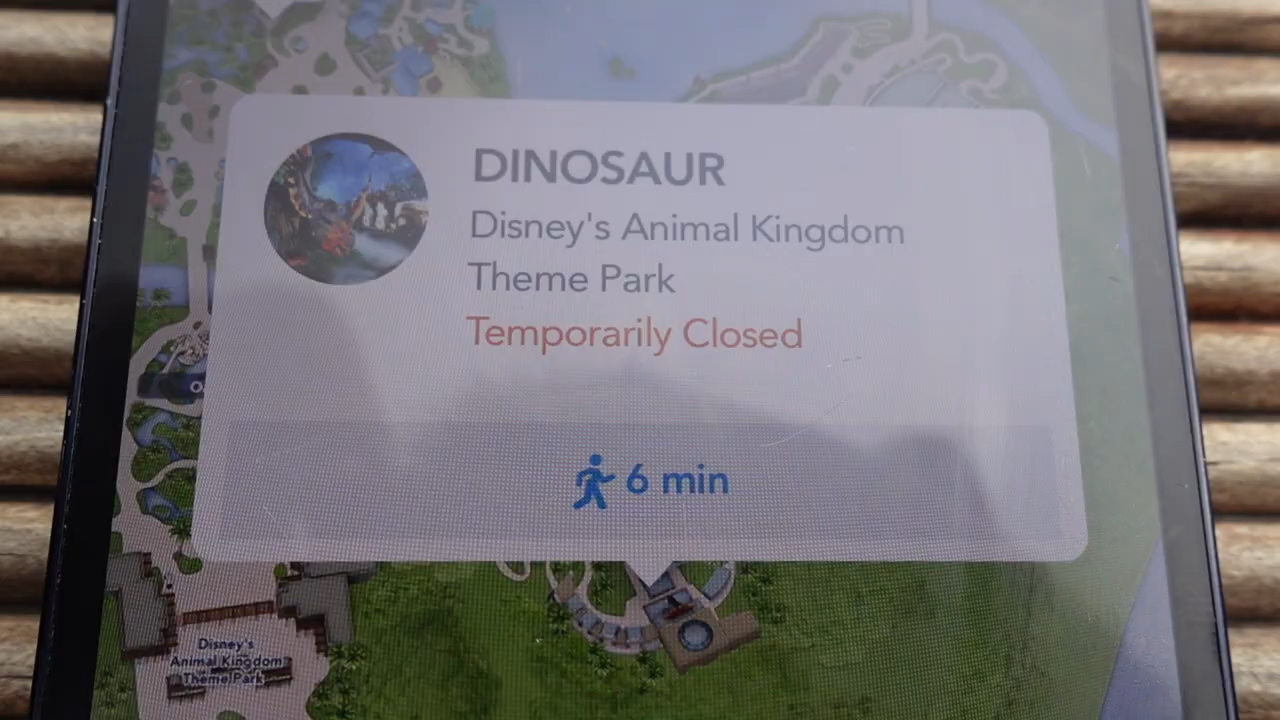 DINOSAUR
Disney's Animal Kingdom
Theme Park
Temporarily Closed
6 min
Disney's
Animal Kingdom
Theme Park